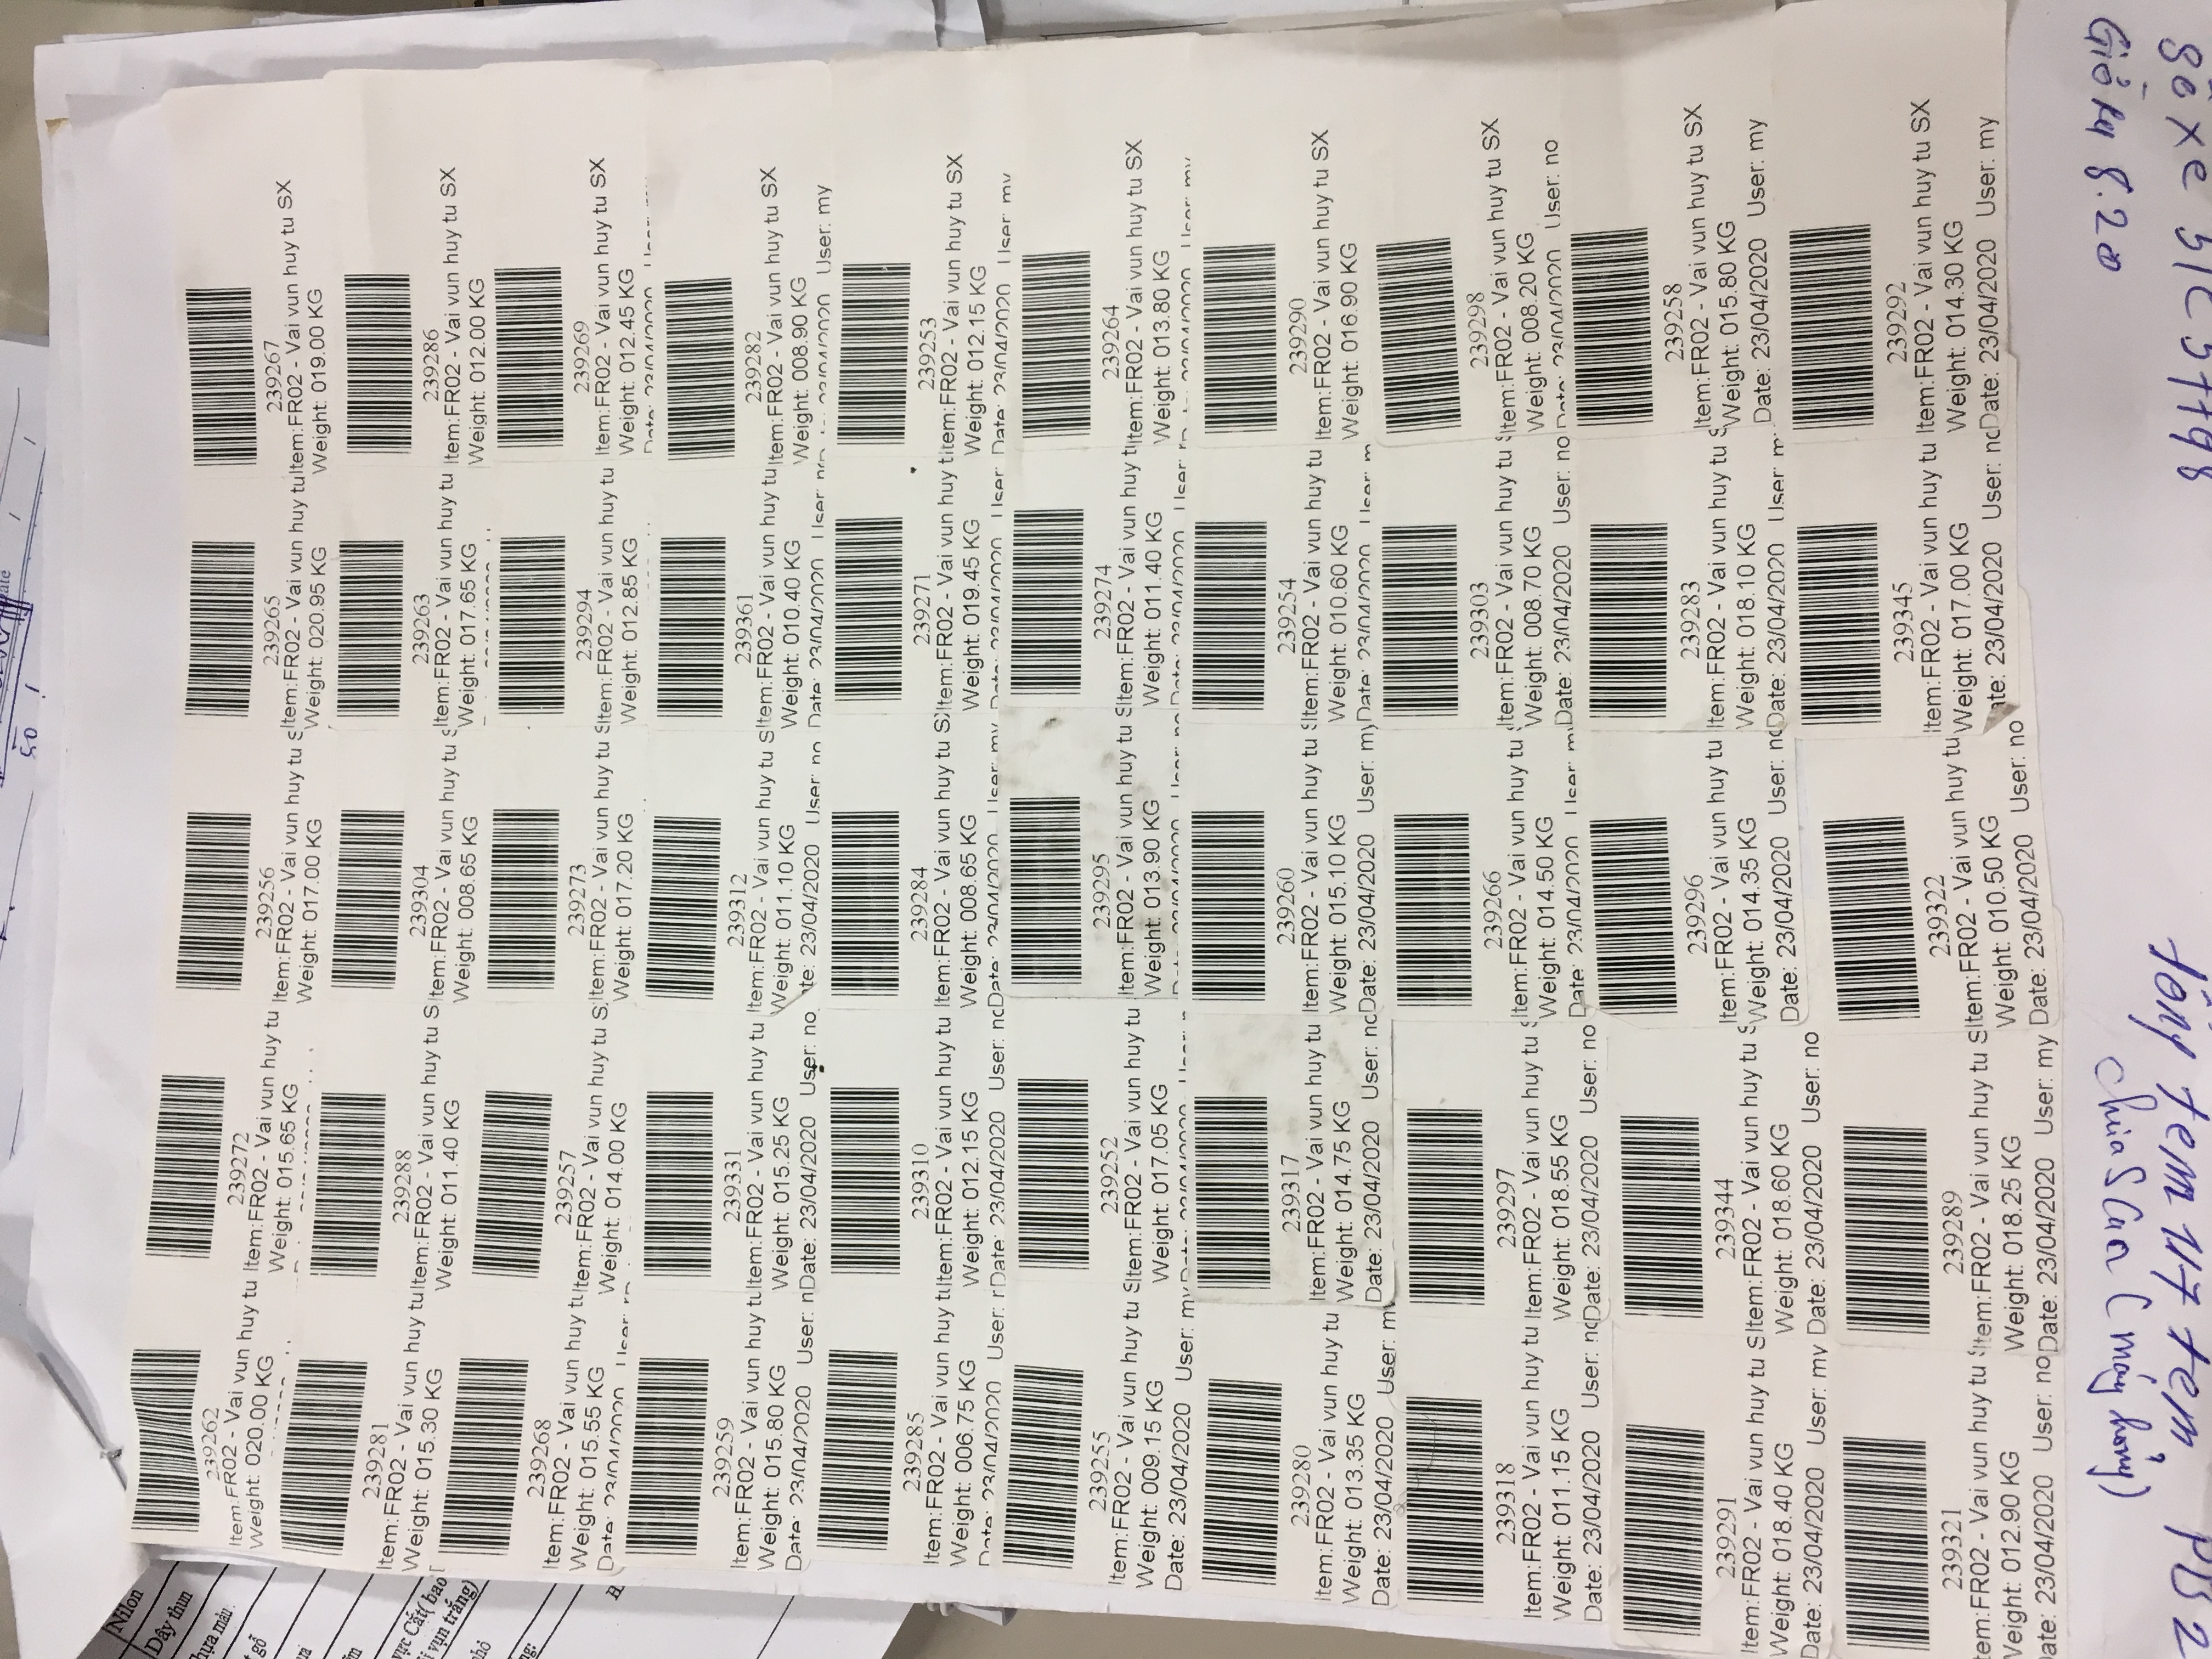 Nilon
Dây thun
239262
Item:FR02 - Vai vun huy tu
Weight: 020.00 KG
239272
Item:FR02 - Vai vun huy tu
Weight: 015.65 KG
239256
Item:FR02 - Vai vun huy tu S
Weight: 017.00 KG
239265
Item:FR02 - Vai vun huy tu
Weight: 020.95 KG
239267
Item:FR02 - Vai vun huy tu SX
Weight: 019.00 KG
239281
Item:FR02 - Vai vun huy tu
Weight: 015.30 KG
239288
Item:FR02 - Vai vun huy tu S
Weight: 011.40 KG
239304
Item:FR02 - Vai vun huy tu S
Weight: 008.65 KG
239263
Item:FR02 - Vai vun huy tu
Weight: 017.65 KG
239286
Item:FR02 - Vai vun huy tu SX
Weight: 012.00 KG
239268
Item:FR02 - Vai vun huy tu
Weight: 015.55 KG
Date: 23/04/2020 User:
239257
Item:FR02 - Vai vun huy tu S
Weight: 014.00 KG
239273
Item:FR02 - Vai vun huy tu S
Weight: 017.20 KG
239294
Item:FR02 - Vai vun huy tu
Weight: 012.85 KG
239269
Item:FR02 - Vai vun huy tu SX
Weight: 012.45 KG
Date: 23/04/2020 User: my
239259
Item:FR02 - Vai vun huy tu
Weight: 015.80 KG
Date: 23/04/2020 User: n
239331
Item:FR02 - Vai vun huy tu
Weight: 015.25 KG
Date: 23/04/2020 User: no
239312
Item:FR02 - Vai vun huy tu S
Weight: 011.10 KG
te: 23/04/2020 User: no
239361
Item:FR02 - Vai vun huy tu
Weight: 010.40 KG
Date: 23/04/2020 User: no
239282
Item:FR02 - Vai vun huy tu SX
Weight: 008.90 KG
23/04/2020 User: my
239285
Item:FR02 - Vai vun huy tu
Weight: 006.75 KG
Date: 23/04/2020 User: r
239310
Item:FR02 - Vai vun huy tu
Weight: 012.15 KG
Date: 23/04/2020 User: no
239284
Item:FR02 - Vai vun huy tu SX
Weight: 008.65 KG
Date: 23/04/2020 User: my
239271
Item:FR02 - Vai vun huy t
Weight: 019.45 KG
Date: 23/04/2020 User:
239253
Item:FR02 - Vai vun huy tu SX
Weight: 012.15 KG
Date: 23/04/2020 User: my
239255
Item:FR02 - Vai vun huy tu S
Weight: 009.15 KG
Date: 23/04/2020 User: my
239252
Item:FR02 - Vai vun huy tu
Weight: 017.05 KG
Date: 23/04/2020 User:
239295
Item:FR02 - Vai vun huy tu S
Weight: 013.90 KG
Date: 23/04/2020 User: no
239274
Item:FR02 - Vai vun huy tu
Weight: 011.40 KG
Date: 23/04/2020 User:
239264
Item:FR02 - Vai vun huy tu SX
Weight: 013.80 KG
23/04/2020 User: my
239280
Item:FR02 - Vai vun huy tu
Weight: 013.35 KG
Date: 23/04/2020 User: my
239317
Item:FR02 - Vai vun huy tu
Weight: 014.75 KG
Date: 23/04/2020 User: no
239260
Item:FR02 - Vai vun huy tu S
Weight: 015.10 KG
Date: 23/04/2020 User: my
239254
Item:FR02 - Vai vun huy tu
Weight: 010.60 KG
Date: 23/04/2020 User: m
239290
Item:FR02 - Vai vun huy tu SX
Weight: 016.90 KG
239318
Item:FR02 - Vai vun huy tu
Weight: 011.15 KG
Date: 23/04/2020 User: no
239297
Item:FR02 - Vai vun huy tu S
Weight: 018.55 KG
Date: 23/04/2020 User: no
239266
Item:FR02 - Vai vun huy tu
Weight: 014.50 KG
Date: 23/04/2020 User: my
239303
Item:FR02 - Vai vun huy tu S
Weight: 008.70 KG
Date: 23/04/2020 User: no
239298
Item:FR02 - Vai vun huy tu SX
Weight: 008.20 KG
Date: 23/04/2020 User: no
239291
Item:FR02 - Vai vun huy tu S
Weight: 018.40 KG
Date: 23/04/2020 User: my
239344
Item:FR02 - Vai vun huy tu S
Weight: 018.60 KG
Date: 23/04/2020 User: no
239296
Item:FR02 - Vai vun huy tu
Weight: 014.35 KG
Date: 23/04/2020 User: no
239283
Item:FR02 - Vai vun huy tu S
Weight: 018.10 KG
Date: 23/04/2020 User: m
239258
Item:FR02 - Vai vun huy tu SX
Weight: 015.80 KG
Date: 23/04/2020 User: my
239321
tem:FR02 - Vai vun huy tu S
Weight: 012.90 KG
ate: 23/04/2020 User: no
239289
Item:FR02 - Vai vun huy tu S
Weight: 018.25 KG
Date: 23/04/2020 User: my
239322
Item:FR02 - Vai vun huy tu
Weight: 010.50 KG
Date: 23/04/2020 User: no
239345
Item:FR02 - Vai vun huy tu
Weight: 017.00 KG
ate: 23/04/2020 User: no
239292
Item:FR02 - Vai vun huy tu SX
Weight: 014.30 KG
Date: 23/04/2020 User: my
Số xe 51C 57798
Giờ 8.20
tổng tem 117 tem